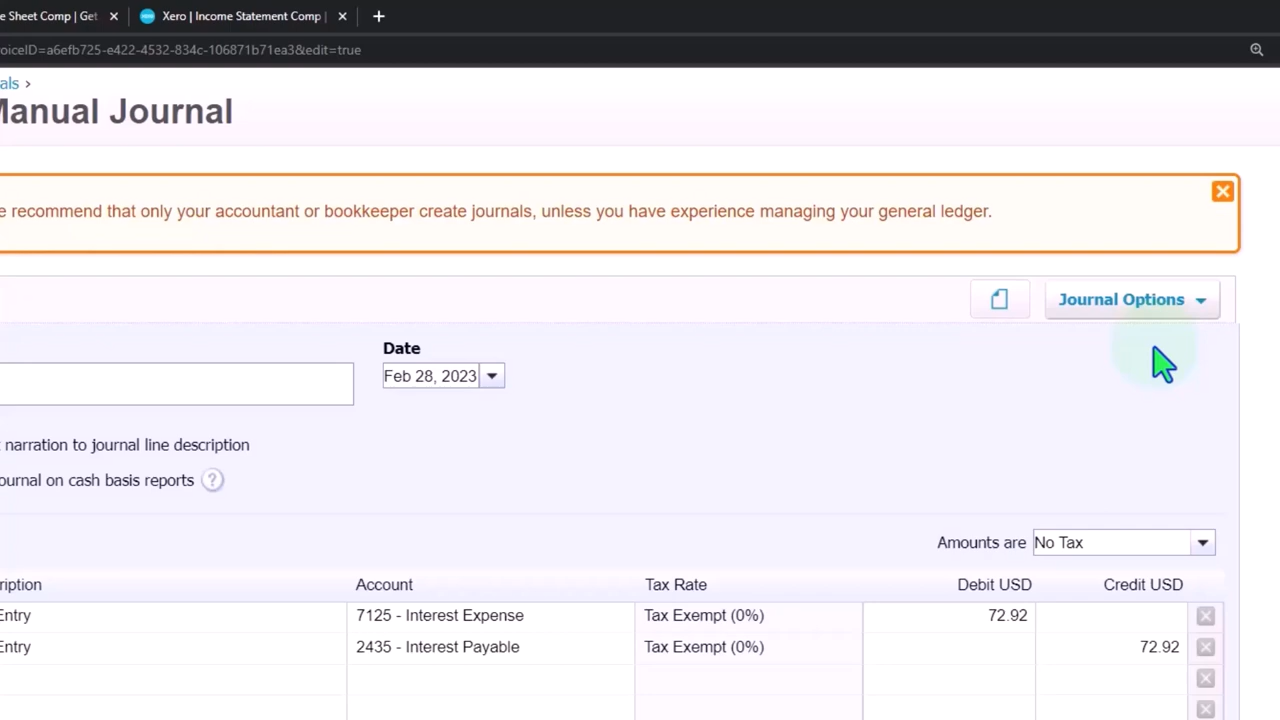 e Sheet Comp | Get
Xero | Income Statement Comp |
oiceID=a6efb725-e422-4532-834c-106871b71ea3&edit=true
als ›
Manual Journal
e recommend that only your accountant or bookkeeper create journals, unless you have experience managing your general ledger.
Journal Options
Date
Feb 28, 2023
narration to journal line description
ournal on cash basis reports ?
Amounts are No Tax
ription Account Tax Rate Debit USD Credit USD
Entry 7125 - Interest Expense Tax Exempt (0%) 72.92
Entry 2435 - Interest Payable Tax Exempt (0%) 72.92